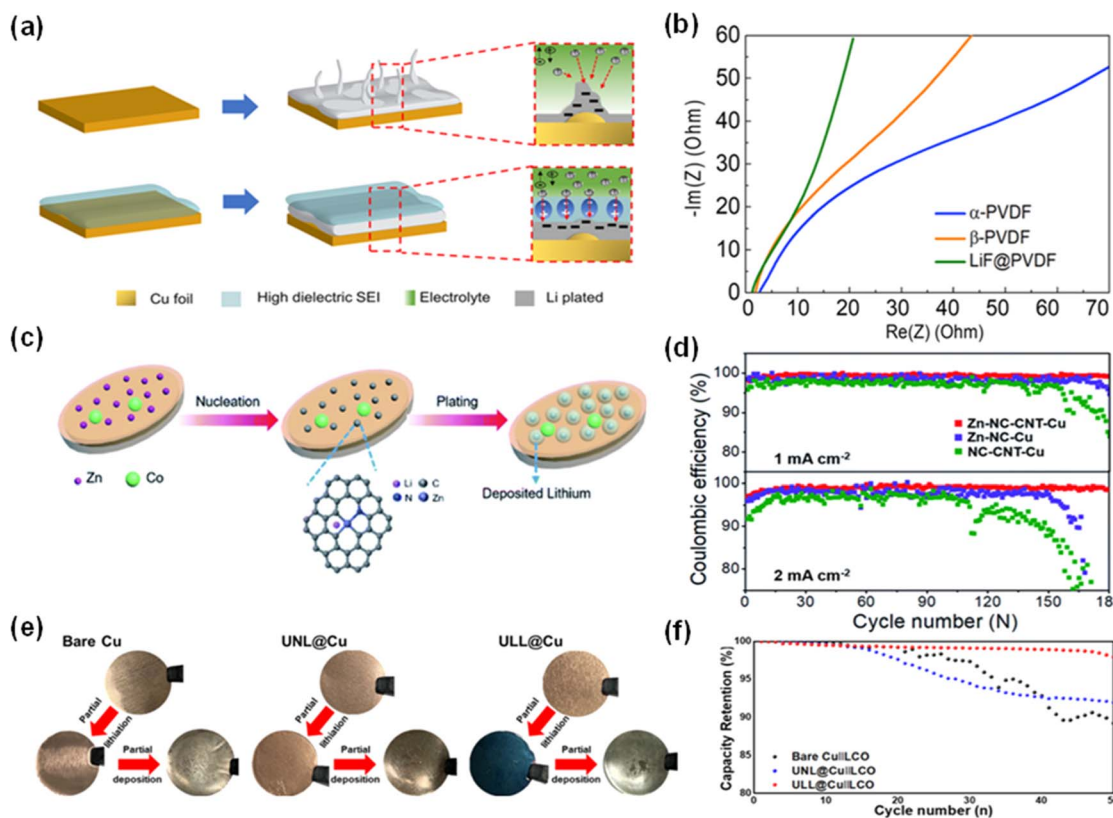 (a)
Cu foil
High dielectric SEI
Electrolyte
Li plated
(b)
60
50
40
30
20
10
0
-Im(Z) (Ohm)
α-PVDF
β-PVDF
LiF@PVDF
0 10 20 30 40 50 60 70
Re(Z) (Ohm)
(c)
Nucleation
Plating
Zn
Co
Li
C
N
Zn
Deposited Lithium
(d)
Coulombic efficiency (%)
100
90
80
Zn-NC-CNT-Cu
Zn-NC-Cu
NC-CNT-Cu
1 mA cm-2
100
90
80
2 mA cm-2
0 30 60 90 120 150 180
Cycle number (N)
(e)
Bare Cu
UNL@Cu
ULL@Cu
Partial
lithiation
Partial
deposition
Partial
lithiation
Partial
deposition
Partial
lithiation
Partial
deposition
(f)
Capacity Retention (%)
100
95
90
85
80
Bare Cu||LCO
UNL@Cu||LCO
ULL@Cu||LCO
0 10 20 30 40
Cycle number (n)